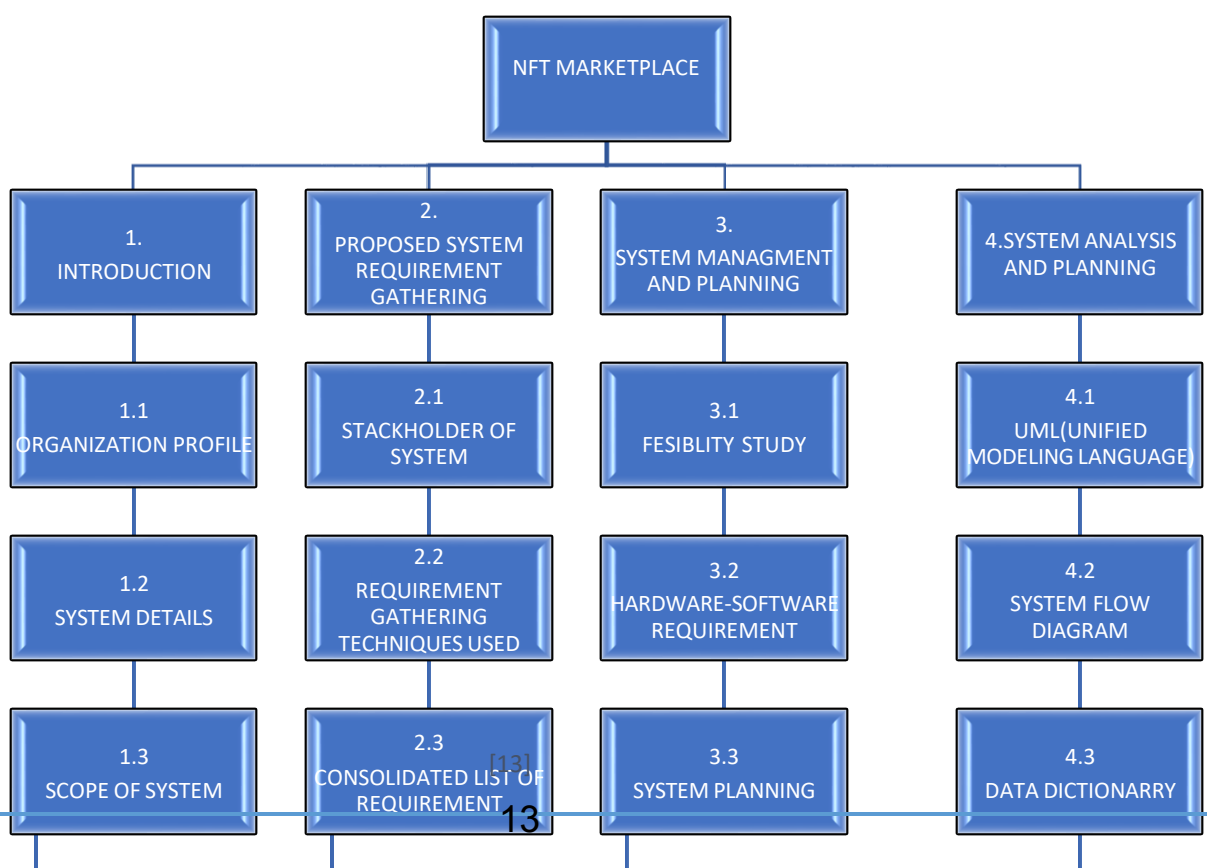 NFT MARKETPLACE
1.
INTRODUCTION
2.
PROPOSED SYSTEM
REQUIREMENT
GATHERING
3.
SYSTEM MANAGMENT
AND PLANNING
4.SYSTEM ANALYSIS
AND PLANNING
1.1
ORGANIZATION PROFILE
2.1
STACKHOLDER OF
SYSTEM
3.1
FESIBLITY STUDY
4.1
UML(UNIFIED
MODELING LANGUAGE)
1.2
SYSTEM DETAILS
2.2
REQUIREMENT
GATHERING
TECHNIQUES USED
3.2
HARDWARE-SOFTWARE
REQUIREMENT
4.2
SYSTEM FLOW
DIAGRAM
1.3
SCOPE OF SYSTEM
2.3
CONSOLIDATED LIST OF
REQUIREMENT
[13]
13
3.3
SYSTEM PLANNING
4.3
DATA DICTIONARRY